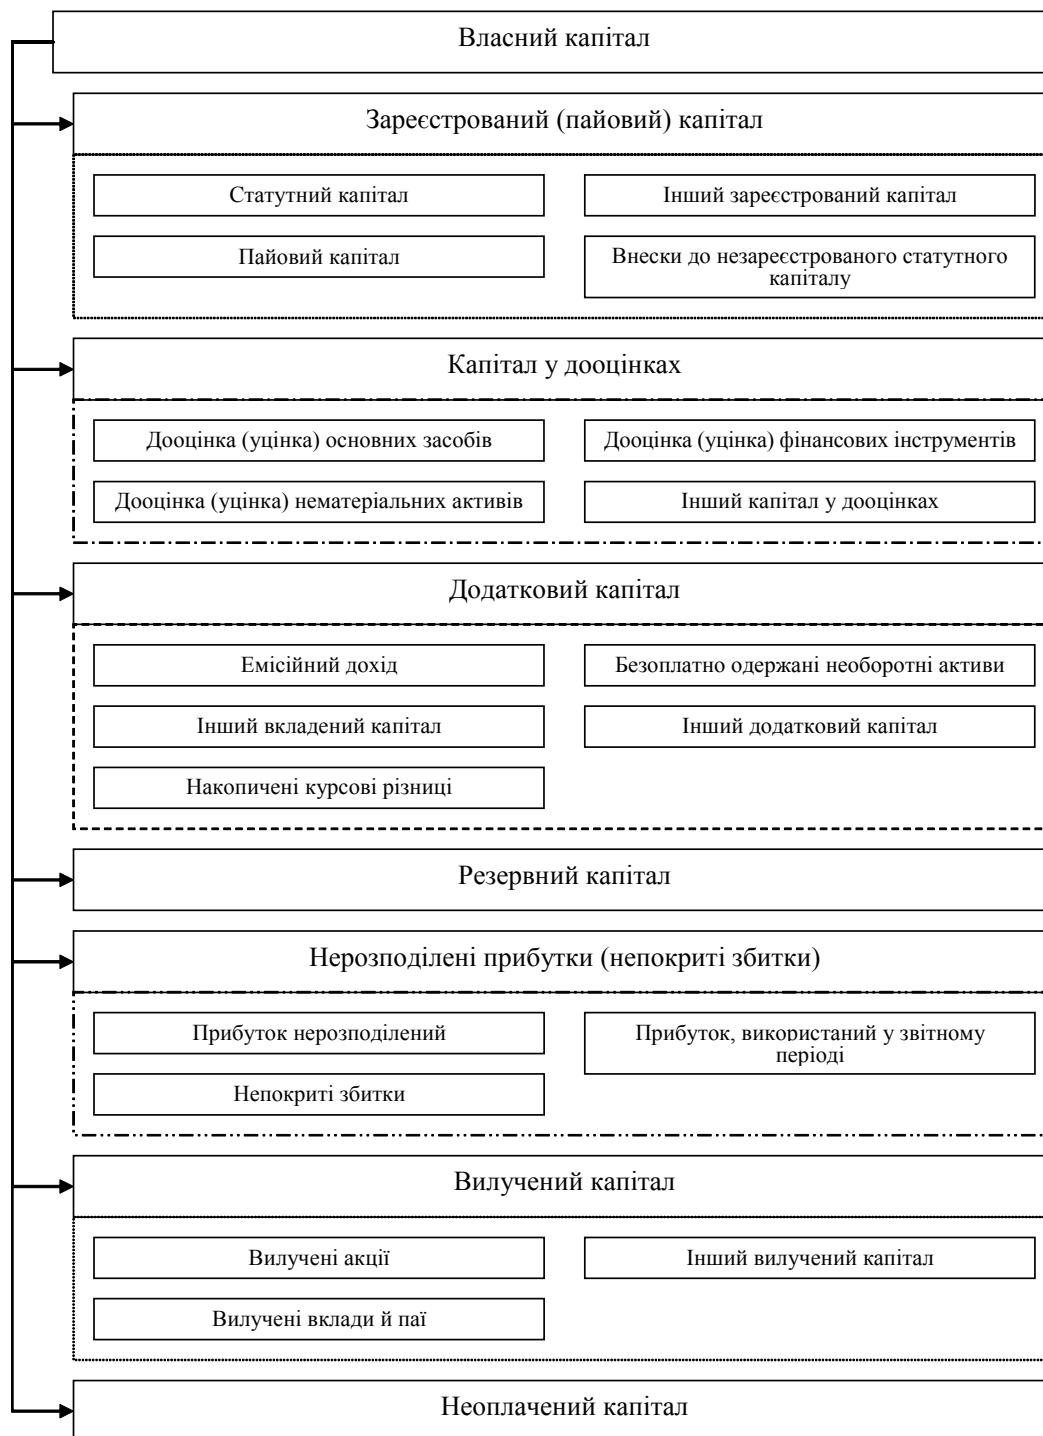 Власний капітал
Зареєстрований (пайовий) капітал
Статутний капітал
Інший зареєстрований капітал
Пайовий капітал
Внески до незареєстрованого статутного
капіталу
Капітал у дооцінках
Дооцінка (уцінка) основних засобів
Дооцінка (уцінка) фінансових інструментів
Дооцінка (уцінка) нематеріальних активів
Інший капітал у дооцінках
Додатковий капітал
Емісійний дохід
Безоплатно одержані необоротні активи
Інший вкладений капітал
Інший додатковий капітал
Накопичені курсові різниці
Резервний капітал
Нерозподілені прибутки (непокриті збитки)
Прибуток нерозподілений
Прибуток, використаний у звітному
періоді
Непокриті збитки
Вилучений капітал
Вилучені акції
Інший вилучений капітал
Вилучені вклади й паї
Неоплачений капітал